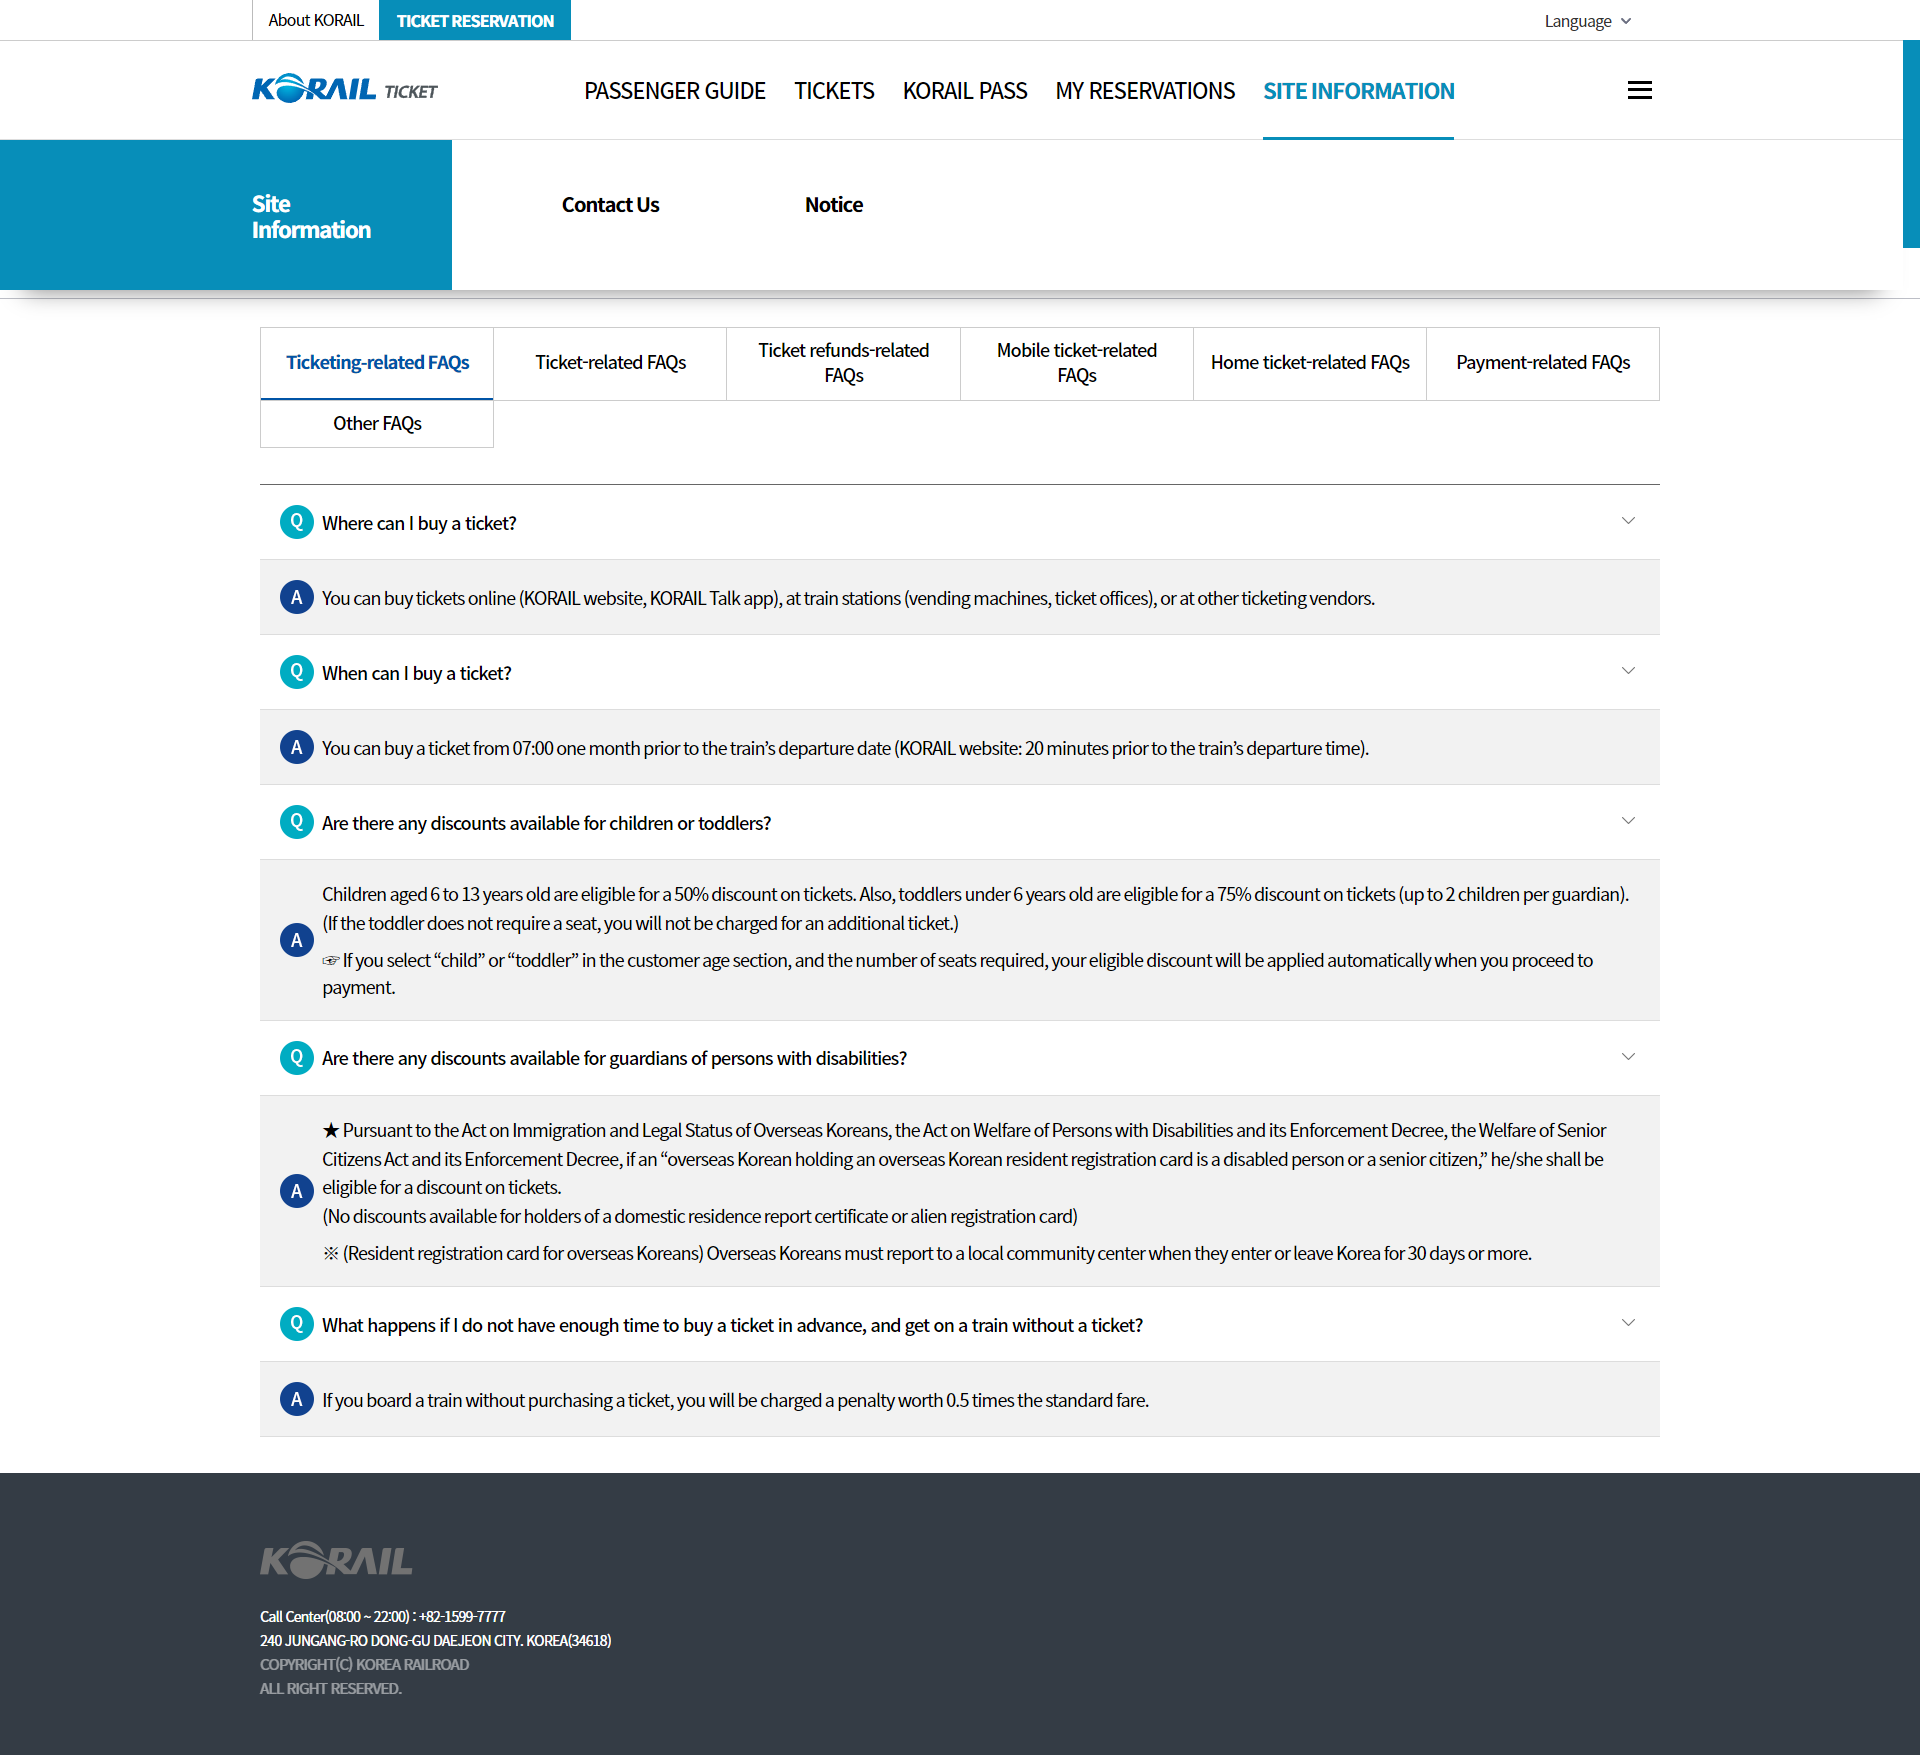 About KORAIL
TICKET RESERVATION
Language
KORAIL TICKET
PASSENGER GUIDE
TICKETS
KORAIL PASS
MY RESERVATIONS
SITE INFORMATION
Site
Information
Contact Us
Notice
Ticketing-related FAQs
Ticket-related FAQs
Ticket refunds-related
FAQs
Mobile ticket-related
FAQs
Home ticket-related FAQs
Payment-related FAQs
Other FAQs
Q Where can I buy a ticket?
A You can buy tickets online (KORAIL website, KORAIL Talk app), at train stations (vending machines, ticket offices), or at other ticketing vendors.
Q When can I buy a ticket?
A You can buy a ticket from 07:00 one month prior to the train’s departure date (KORAIL website: 20 minutes prior to the train’s departure time).
Q Are there any discounts available for children or toddlers?
Children aged 6 to 13 years old are eligible for a 50% discount on tickets. Also, toddlers under 6 years old are eligible for a 75% discount on tickets (up to 2 children per guardian).
(If the toddler does not require a seat, you will not be charged for an additional ticket.)
A
☞ If you select “child” or “toddler” in the customer age section, and the number of seats required, your eligible discount will be applied automatically when you proceed to
payment.
Q Are there any discounts available for guardians of persons with disabilities?
★ Pursuant to the Act on Immigration and Legal Status of Overseas Koreans, the Act on Welfare of Persons with Disabilities and its Enforcement Decree, the Welfare of Senior
Citizens Act and its Enforcement Decree, if an “overseas Korean holding an overseas Korean resident registration card is a disabled person or a senior citizen,” he/she shall be
A eligible for a discount on tickets.
(No discounts available for holders of a domestic residence report certificate or alien registration card)
※ (Resident registration card for overseas Koreans) Overseas Koreans must report to a local community center when they enter or leave Korea for 30 days or more.
Q What happens if I do not have enough time to buy a ticket in advance, and get on a train without a ticket?
A If you board a train without purchasing a ticket, you will be charged a penalty worth 0.5 times the standard fare.
KORAIL
Call Center(08:00 ~ 22:00) : +82-1599-7777
240 JUNGANG-RO DONG-GU DAEJEON CITY. KOREA(34618)
COPYRIGHT(C) KOREA RAILROAD
ALL RIGHT RESERVED.